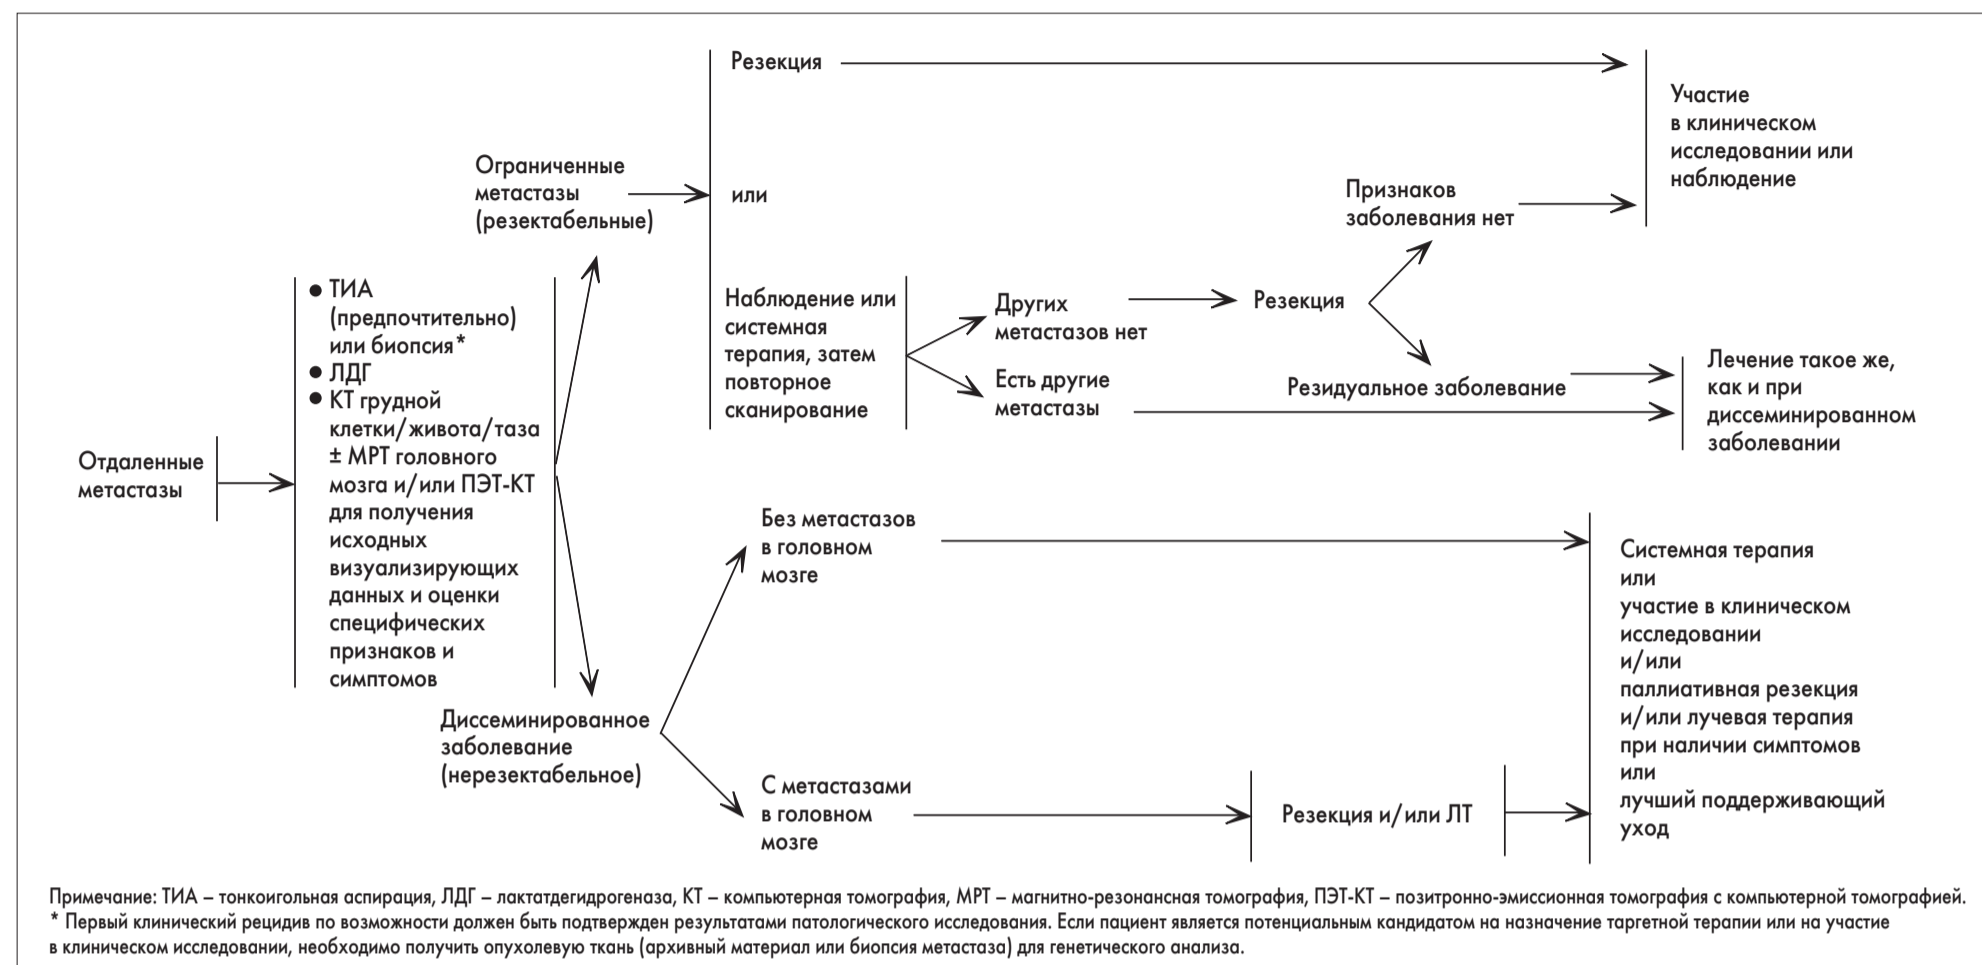 Отдаленные
метастазы
● ТИА
(предпочтительно)
или биопсия*
● ЛДГ
● КТ грудной
клетки/живота/таза
± МРТ головного
мозга и/или ПЭТ-КТ
для получения
исходных
визуализирующих
данных и оценки
специфических
признаков и
симптомов
Ограниченные
метастазы
(резектабельные)
Резекция
или
Наблюдение или
системная
терапия, затем
повторное
сканирование
Других
метастазов нет
Есть другие
метастазы
Резекция
Признаков
заболевания нет
Резидуальное заболевание
Участие
в клиническом
исследовании или
наблюдение
Лечение такое же,
как и при
диссеминированном
заболевании
Диссеминированное
заболевание
(нерезектабельное)
Без метастазов
в головном
мозге
С метастазами
в головном
мозге
Резекция и/или ЛТ
Системная терапия
или
участие в клиническом
исследовании
и/или
паллиативная резекция
и/или лучевая терапия
при наличии симптомов
или
лучший поддерживающий
уход
Примечание: ТИА – тонкоигольная аспирация, ЛДГ – лактатдегидрогеназа, КТ – компьютерная томография, МРТ – магнитно-резонансная томография, ПЭТ-КТ – позитронно-эмиссионная томография с компьютерной томографией.
* Первый клинический рецидив по возможности должен быть подтвержден результатами патологического исследования. Если пациент является потенциальным кандидатом на назначение таргетной терапии или на участие
в клиническом исследовании, необходимо получить опухолевую ткань (архивный материал или биопсия метастаза) для генетического анализа.